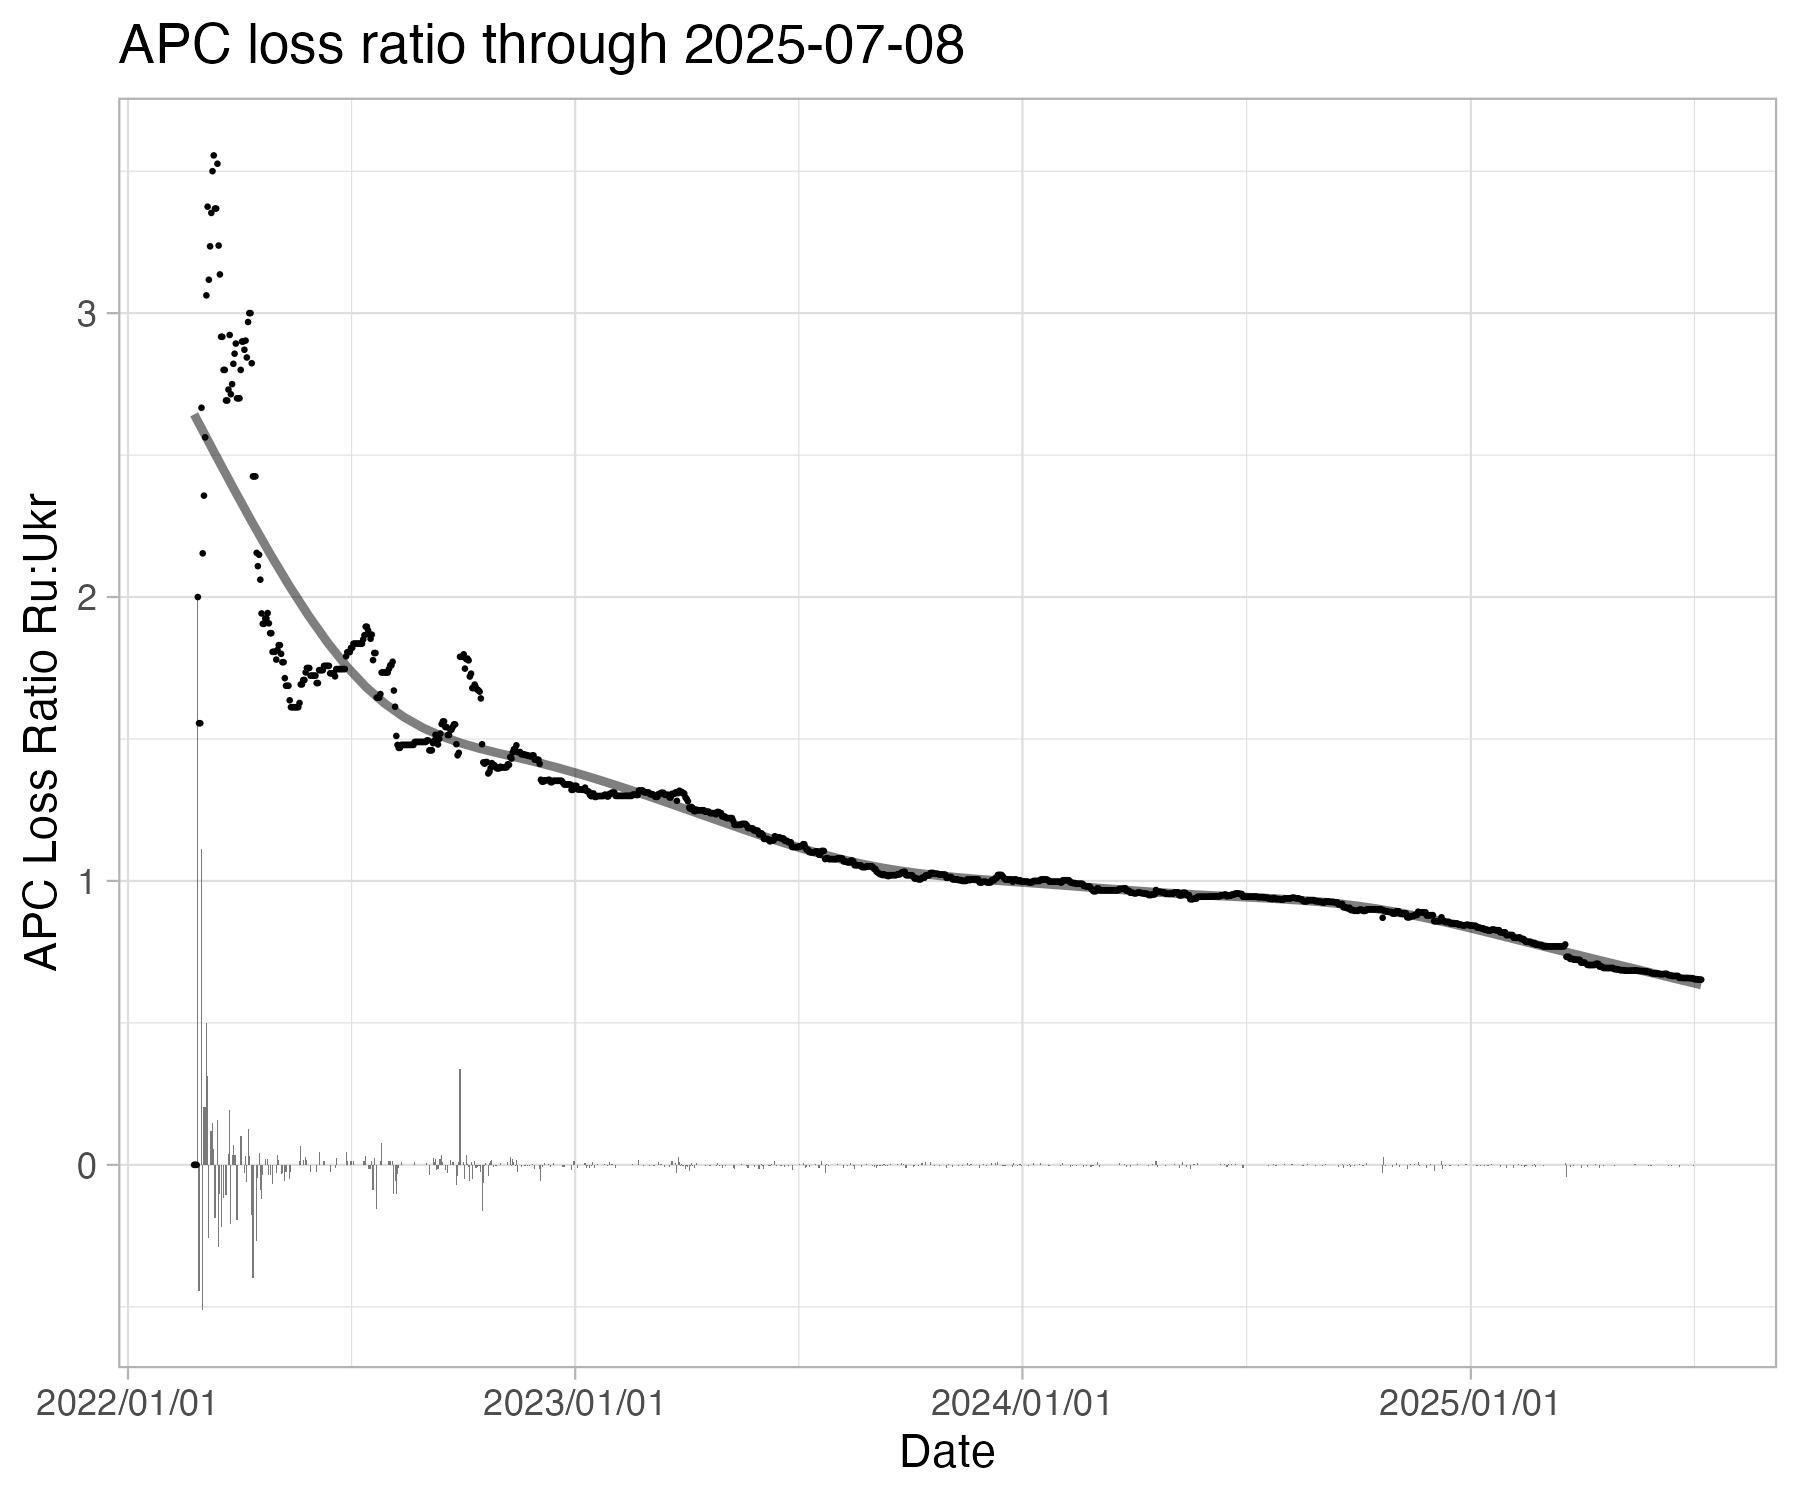 APC loss ratio through 2025-07-08
APC Loss Ratio Ru:Ukr
3
2
1
0
2022/01/01
2023/01/01
2024/01/01
2025/01/01
Date